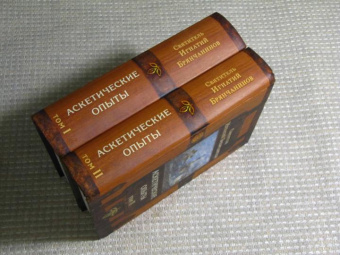 ТОМ I
АСКЕТИЧЕСКИЕ
ОПЫТЫ
СВЯТИТЕЛЬ
ИГНАТИЙ
БРЯНЧАНИНОВ
ТОМ II
АСКЕТИЧЕСКИЕ
ОПЫТЫ
СВЯТИТЕЛЬ
ИГНАТИЙ
БРЯНЧАНИНОВ